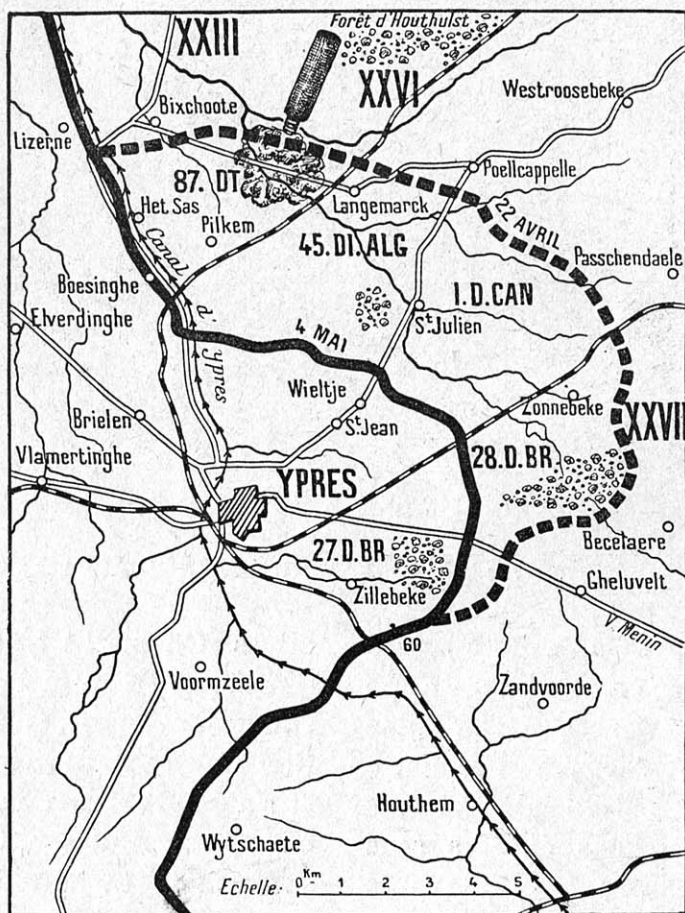 Forêt d'Houthulst
XXIII
XXVI
Westroosebeke
Bixchoote
Lizerne
Poellcappelle
87. DT
Langemarck
Het Sas
22 AVRIL
Pilkem
45. DI. ALG
Passchendaele
Canal d' Ypres
Boesinghe
1. D. CAN
Elverdinghe
4 MAI
St. Julien
Wieltje
Zonnebeke
Brielen
St. Jean
XXVII
Vlamertinghe
YPRES
28. D. BR.
27. D. BR
Becelaere
Zillebeke
Gheluvelt
V. Menin
60
Voormzeele
Zandvoorde
Houthem
Wytschaete
Echelle:
Km
0 1 2 3 4 5